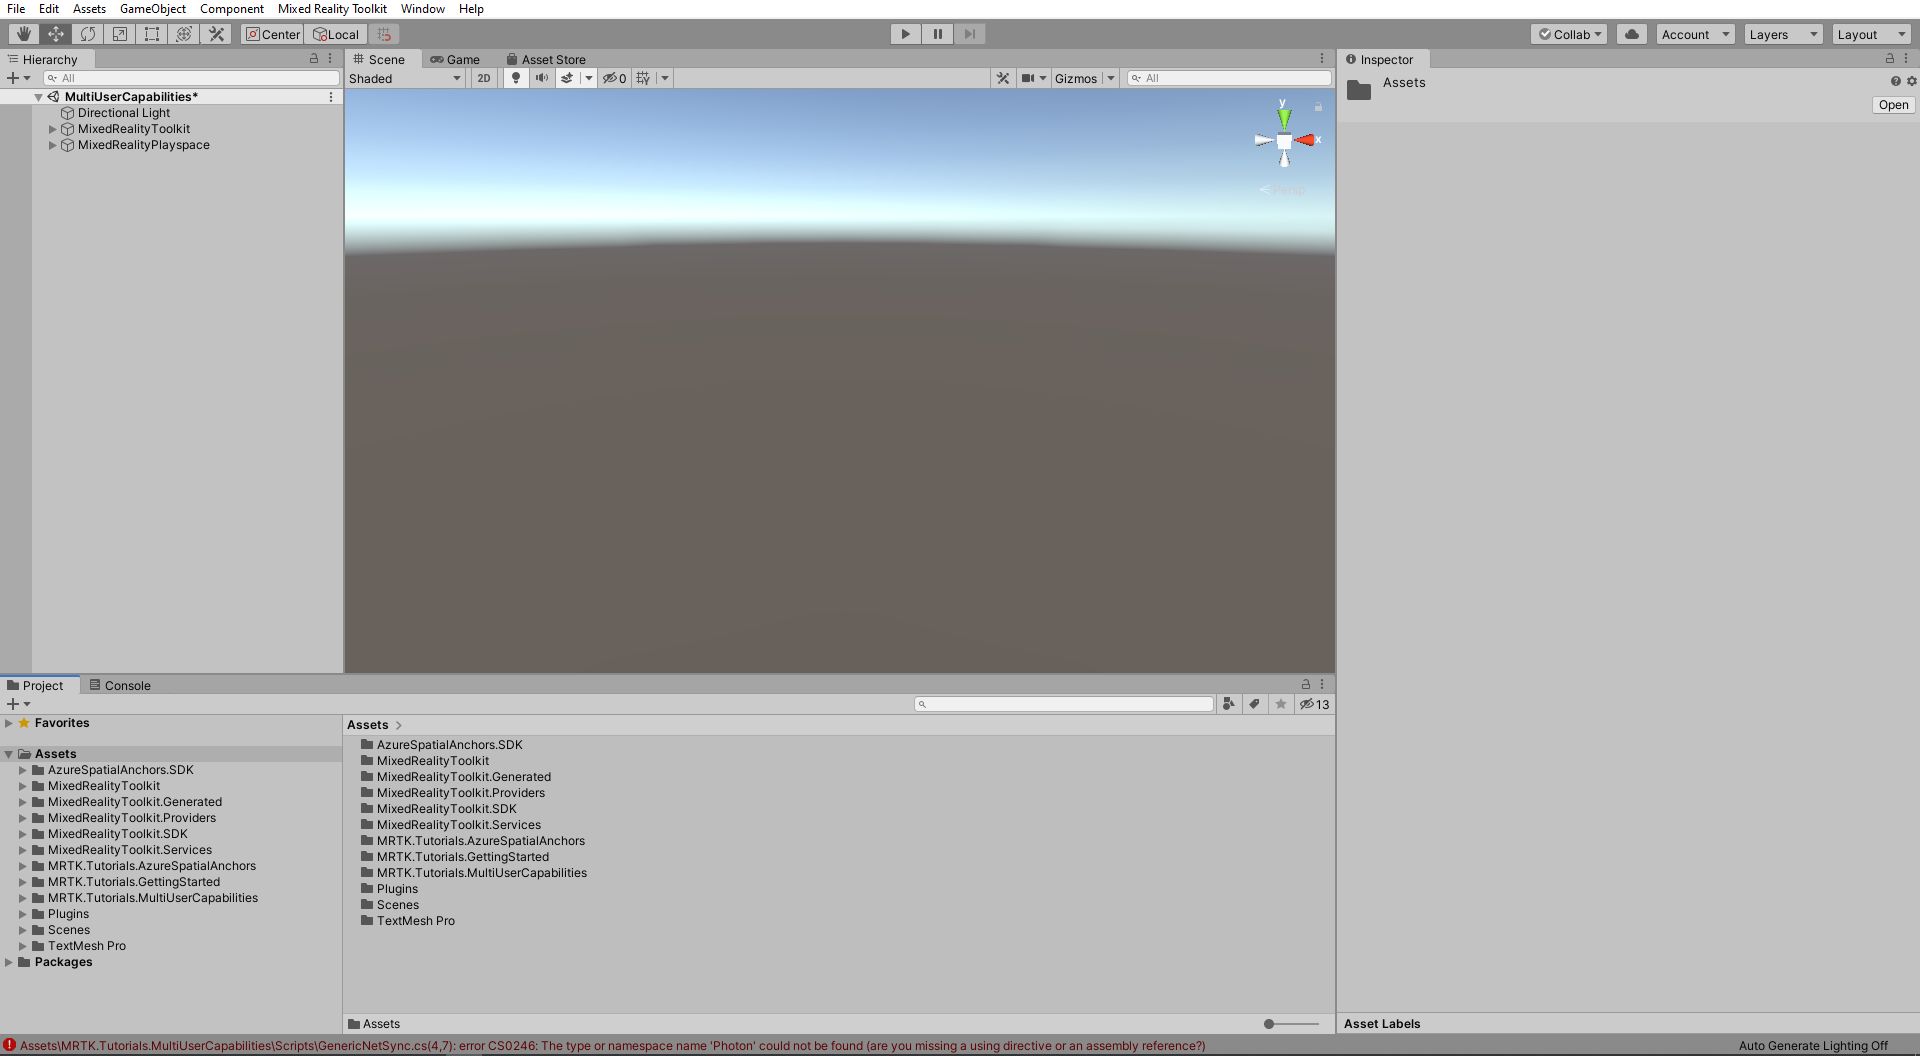 File Edit Assets GameObject Component Mixed Reality Toolkit Window Help
Center Local Collab Account Layers Layout
Hierarchy
All
MultiUserCapabilities*
Directional Light
MixedRealityToolkit
MixedRealityPlayspace
Scene Game Asset Store
Shaded 2D 0 Gizmos All
y
x
Persp
Inspector
Assets
Open
Project Console
13
Favorites
Assets
AzureSpatialAnchors.SDK
MixedRealityToolkit
MixedRealityToolkit.Generated
MixedRealityToolkit.Providers
MixedRealityToolkit.SDK
MixedRealityToolkit.Services
MRTK.Tutorials.AzureSpatialAnchors
MRTK.Tutorials.GettingStarted
MRTK.Tutorials.MultiUserCapabilities
Plugins
Scenes
TextMesh Pro
Packages
Assets
AzureSpatialAnchors.SDK
MixedRealityToolkit
MixedRealityToolkit.Generated
MixedRealityToolkit.Providers
MixedRealityToolkit.SDK
MixedRealityToolkit.Services
MRTK.Tutorials.AzureSpatialAnchors
MRTK.Tutorials.GettingStarted
MRTK.Tutorials.MultiUserCapabilities
Plugins
Scenes
TextMesh Pro
Assets
Asset Labels
Assets\MRTK.Tutorials.MultiUserCapabilities\Scripts\GenericNetSync.cs(4,7): error CS0246: The type or namespace name 'Photon' could not be found (are you missing a using directive or an assembly reference?)
Auto Generate Lighting Off